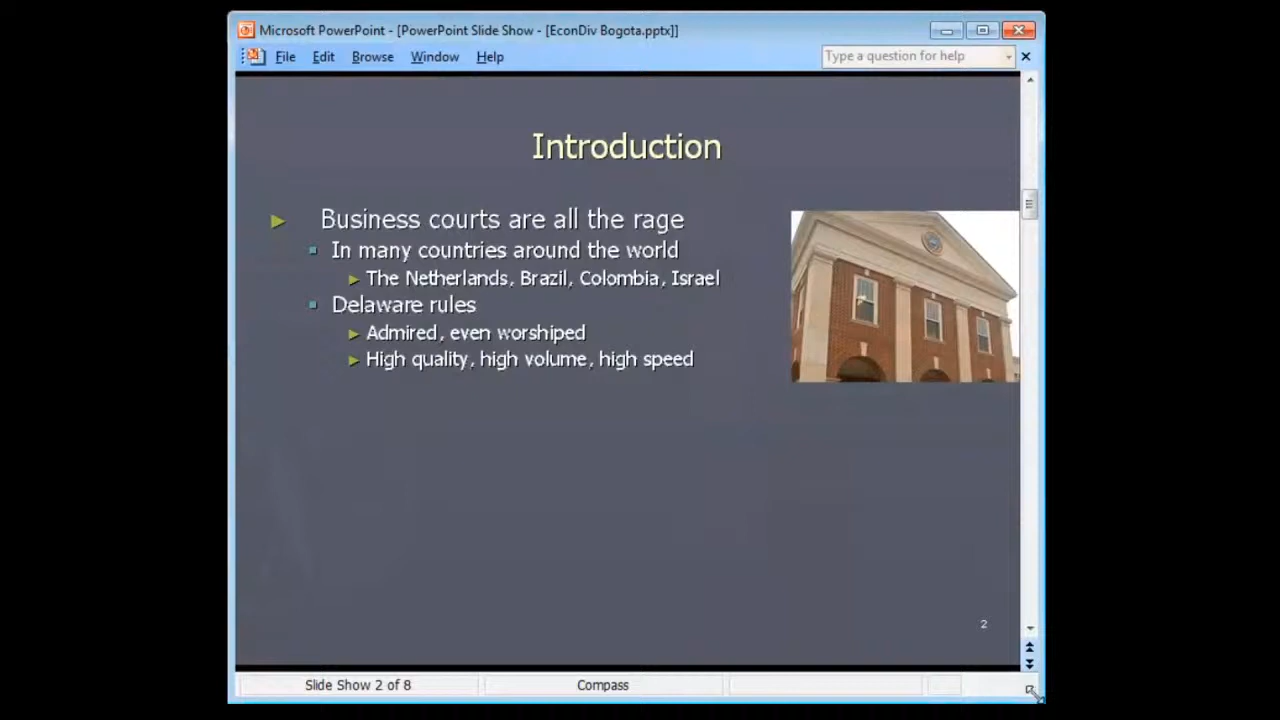 Microsoft PowerPoint - [PowerPoint Slide Show - [EconDiv Bogota.pptx]]
File Edit Browse Window Help
Type a question for help
Introduction
Business courts are all the rage
In many countries around the world
The Netherlands, Brazil, Colombia, Israel
Delaware rules
Admired, even worshiped
High quality, high volume, high speed
2
Slide Show 2 of 8
Compass